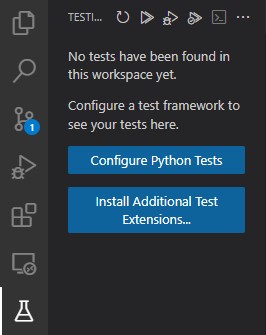 TESTI...
No tests have been found in
this workspace yet.
Configure a test framework to
see your tests here.
1
Configure Python Tests
Install Additional Test
Extensions...